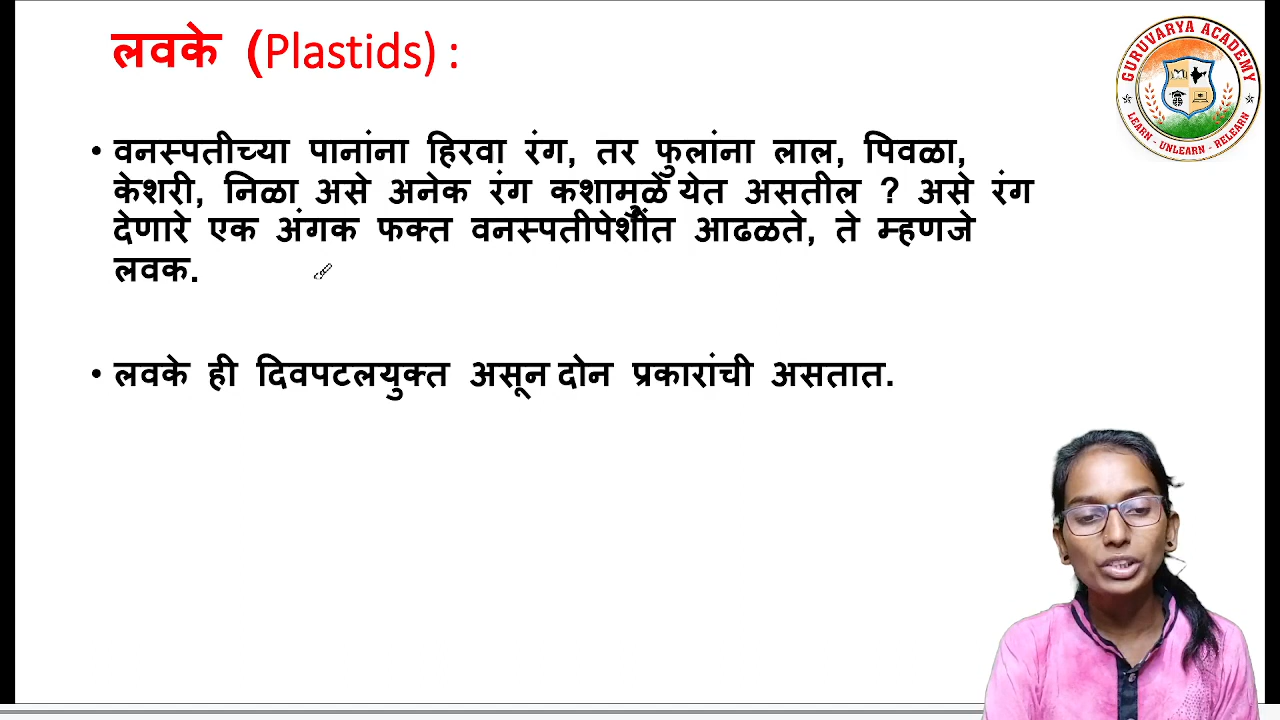 लवके (Plastids) :
• वनस्पतीच्या पानांना हिरवा रंग, तर फुलांना लाल, पिवळा,
केशरी, निळा असे अनेक रंग कशामुळे येत असतील ? असे रंग
देणारे एक अंगक फक्त वनस्पतीपेशींत आढळते, ते म्हणजे
लवक.
• लवके ही दिवपटलयुक्त असून दोन प्रकारांची असतात.
GURUVARYA ACADEMY
LEARN - UNLEARN - RELEARN